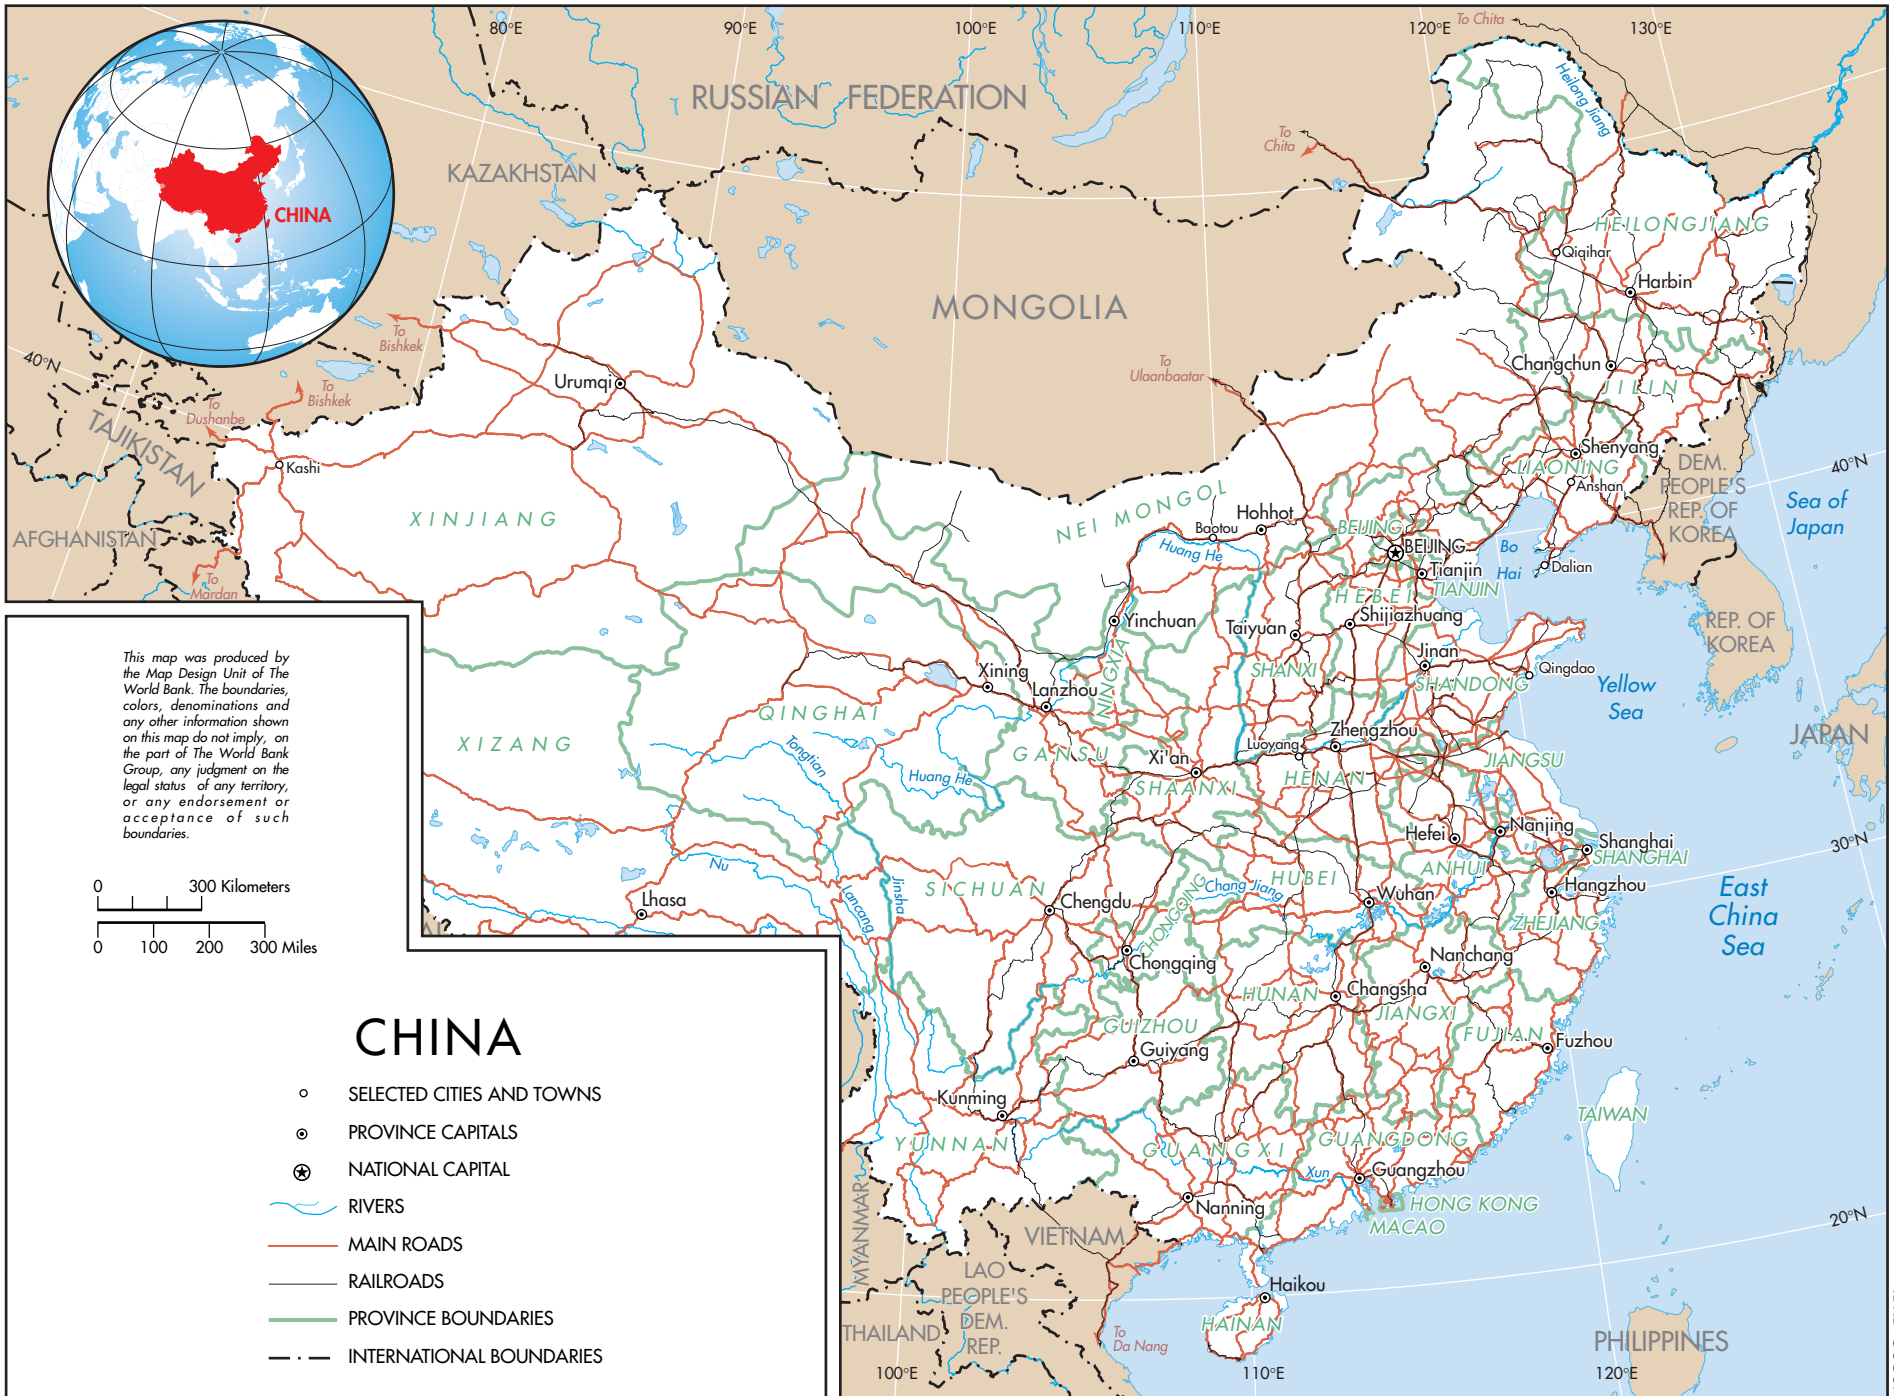 80°E
90°E
100°E
110°E
120°E
To Chita
130°E
RUSSIAN FEDERATION
KAZAKHSTAN
CHINA
To
Chita
Heilong Jiang
HEILONGJIANG
Qiqihar
Harbin
MONGOLIA
To
Bishkek
40°N
To
Ulaanbaatar
Changchun
JILIN
Urumqi
To
Bishkek
To
Dushanbe
TAJIKISTAN
Kashi
Shenyang
LIAONING
Anshan
DEM.
PEOPLE'S
REP. OF
KOREA
40°N
Sea of
Japan
XINJIANG
AFGHANISTAN
To
Mardan
NEI MONGOL
Hohhot
Baotou
Huang He
BEIJING
BEIJING
Tianjin
TIANJIN
HEBEI
Bo
Hai
Dalian
REP. OF
KOREA
Yinchuan
NINGXIA
Taiyuan
Shijiazhuang
SHANXI
Jinan
SHANDONG
Qingdao
Yellow
Sea
JAPAN
Xining
Lanzhou
QINGHAI
GANSU
XIZANG
Tongtian
Huang He
Xi'an
SHAANXI
Luoyang
Zhengzhou
HENAN
JIANGSU
Hefei
Nanjing
Shanghai
SHANGHAI
30°N
ANHUI
Hangzhou
ZHEJIANG
East
China
Sea
Nu
Lancang
Jinsha
Lhasa
SICHUAN
Chengdu
CHONGQING
Chongqing
Chang Jiang
HUBEI
Wuhan
Nanchang
HUNAN
Changsha
JIANGXI
FUJIAN
Fuzhou
GUIZHOU
Guiyang
Kunming
YUNNAN
GUANGXI
GUANGDONG
Xun
Guangzhou
Nanning
HONG KONG
MACAO
TAIWAN
20°N
MYANMAR
VIETNAM
LAO
PEOPLE'S
DEM.
REP.
THAILAND
To
Da Nang
Haikou
HAINAN
PHILIPPINES
100°E
110°E
120°E
This map was produced by
the Map Design Unit of The
World Bank. The boundaries,
colors, denominations and
any other information shown
on this map do not imply, on
the part of The World Bank
Group, any judgment on the
legal status of any territory,
or any endorsement or
acceptance of such
boundaries.
0 300 Kilometers
0 100 200 300 Miles
CHINA
SELECTED CITIES AND TOWNS
PROVINCE CAPITALS
NATIONAL CAPITAL
RIVERS
MAIN ROADS
RAILROADS
PROVINCE BOUNDARIES
INTERNATIONAL BOUNDARIES